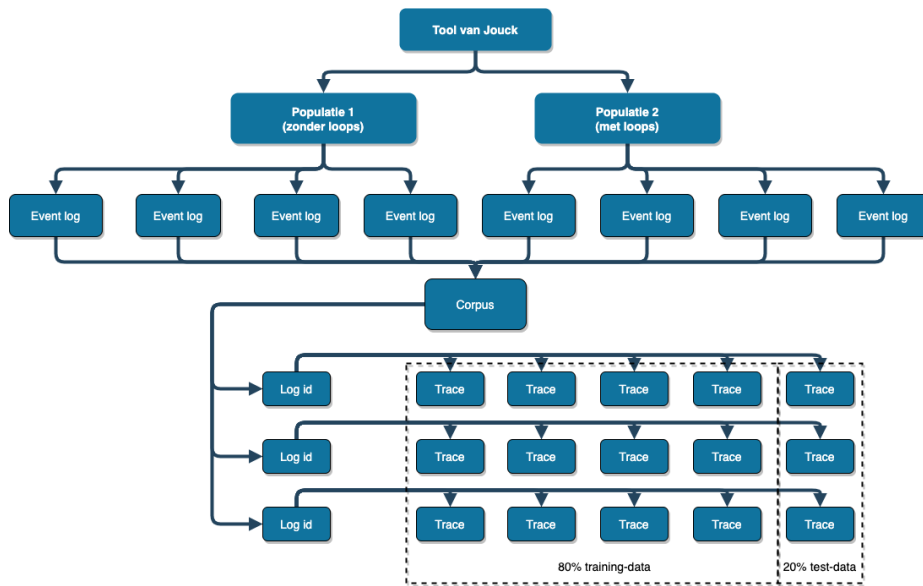 Tool van Jouck
Populatie 1
(zonder loops)
Populatie 2
(met loops)
Event log
Event log
Event log
Event log
Event log
Event log
Event log
Event log
Corpus
Log id
Trace
Trace
Trace
Trace
Trace
Log id
Trace
Trace
Trace
Trace
Trace
Log id
Trace
Trace
Trace
Trace
Trace
80% training-data
20% test-data